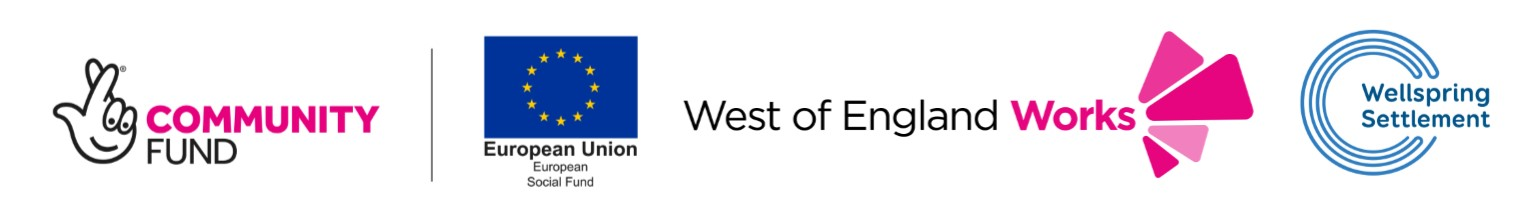 COMMUNITY
FUND
®
European Union
European
Social Fund
West of England Works
Wellspring
Settlement